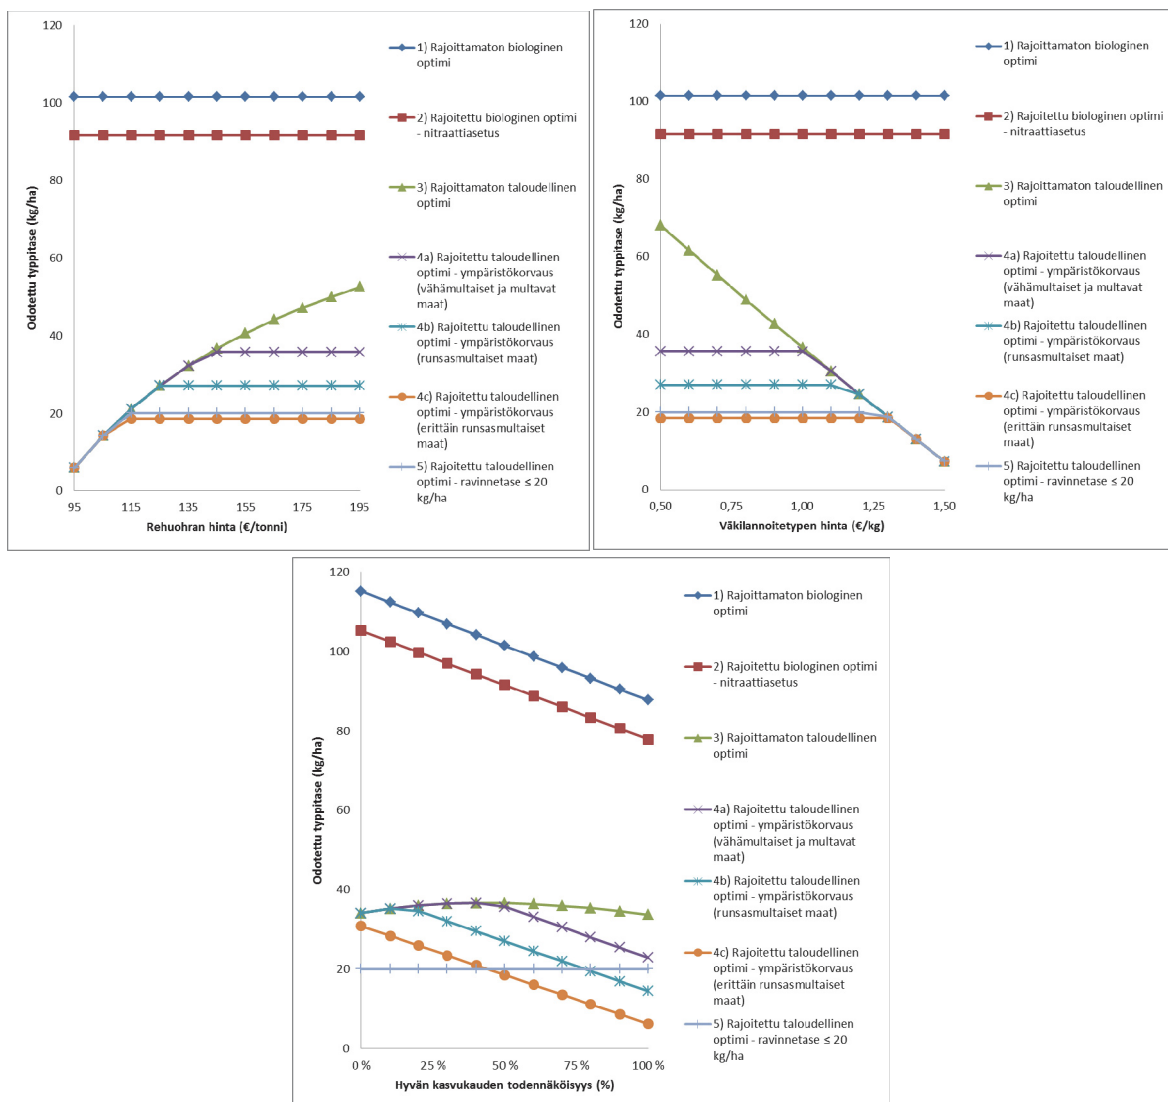 120
100
80
60
40
20
0
Odotettu typpitase (kg/ha)
95
115
135
155
175
195
Rehuohran hinta (€/tonni)
1) Rajoittamaton biologinen
optimi
2) Rajoitettu biologinen optimi
- nitraattiasetus
3) Rajoittamaton taloudellinen
optimi
4a) Rajoitettu taloudellinen
optimi - ympäristökorvaus
(vähämultaiset ja multavat
maat)
4b) Rajoitettu taloudellinen
optimi - ympäristökorvaus
(runsasmultaiset maat)
4c) Rajoitettu taloudellinen
optimi - ympäristökorvaus
(erittäin runsasmultaiset
maat)
5) Rajoitettu taloudellinen
optimi - ravinnetase ≤ 20
kg/ha
120
100
80
60
40
20
0
Odotettu typpitase (kg/ha)
0,50
0,75
1,00
1,25
1,50
Väkilannoitetypen hinta (€/kg)
1) Rajoittamaton biologinen
optimi
2) Rajoitettu biologinen optimi
- nitraattiasetus
3) Rajoittamaton taloudellinen
optimi
4a) Rajoitettu taloudellinen
optimi - ympäristökorvaus
(vähämultaiset ja multavat
maat)
4b) Rajoitettu taloudellinen
optimi - ympäristökorvaus
(runsasmultaiset maat)
4c) Rajoitettu taloudellinen
optimi - ympäristökorvaus
(erittäin runsasmultaiset
maat)
5) Rajoitettu taloudellinen
optimi - ravinnetase ≤ 20
kg/ha
120
100
80
60
40
20
0
Odotettu typpitase (kg/ha)
0 %
25 %
50 %
75 %
100 %
Hyvän kasvukauden todennäköisyys (%)
1) Rajoittamaton biologinen
optimi
2) Rajoitettu biologinen optimi
- nitraattiasetus
3) Rajoittamaton taloudellinen
optimi
4a) Rajoitettu taloudellinen
optimi - ympäristökorvaus
(vähämultaiset ja multavat
maat)
4b) Rajoitettu taloudellinen
optimi - ympäristökorvaus
(runsasmultaiset maat)
4c) Rajoitettu taloudellinen
optimi - ympäristökorvaus
(erittäin runsasmultaiset
maat)
5) Rajoitettu taloudellinen
optimi - ravinnetase ≤ 20
kg/ha